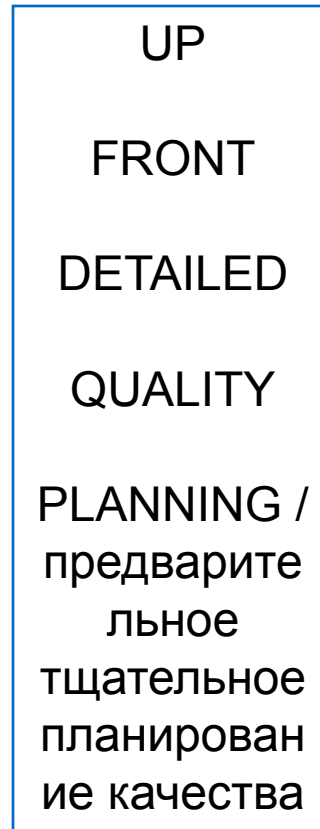 UP
FRONT
DETAILED
QUALITY
PLANNING /
предварите
льное
тщательное
планирован
ие качества